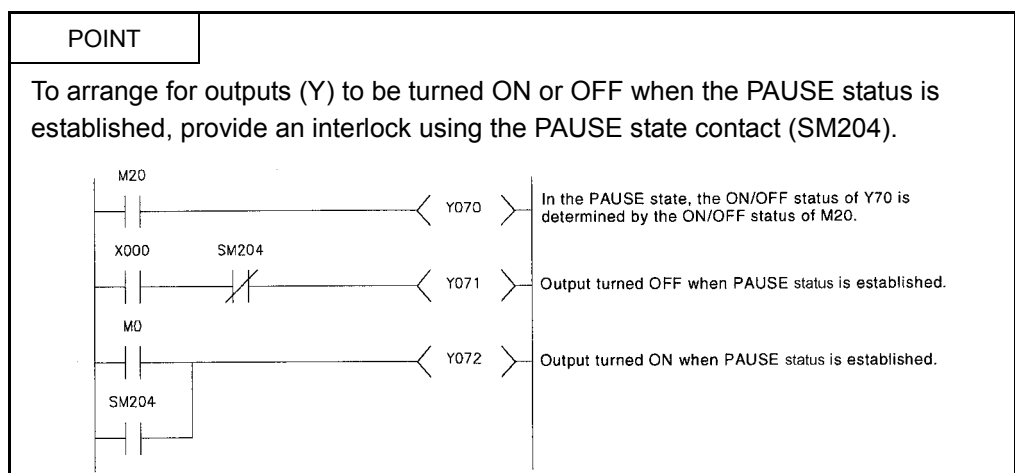 POINT
To arrange for outputs (Y) to be turned ON or OFF when the PAUSE status is
established, provide an interlock using the PAUSE state contact (SM204).
M20
Y070
In the PAUSE state, the ON/OFF status of Y70 is
determined by the ON/OFF status of M20.
X000 SM204
Y071
Output turned OFF when PAUSE status is established.
M0
Y072
Output turned ON when PAUSE status is established.
SM204